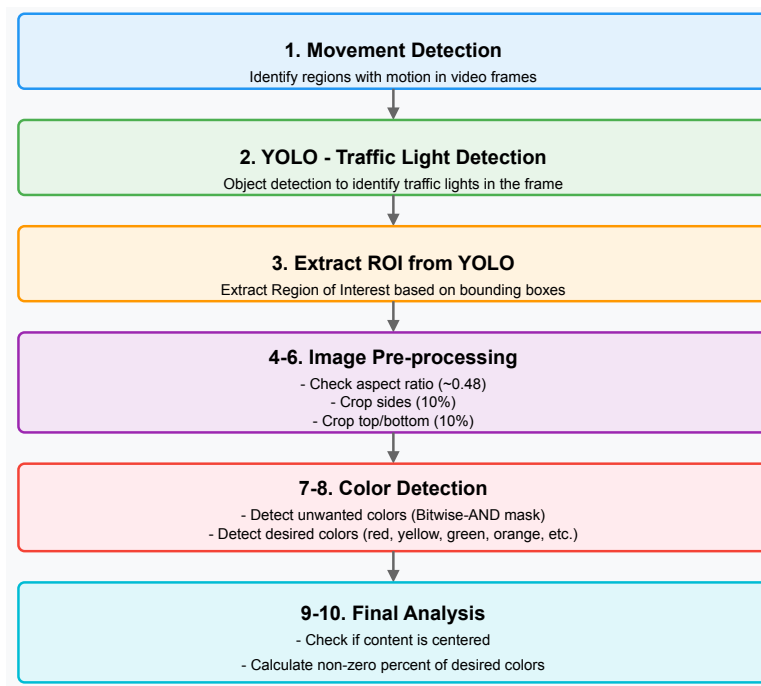 1. Movement Detection
Identify regions with motion in video frames
2. YOLO - Traffic Light Detection
Object detection to identify traffic lights in the frame
3. Extract ROI from YOLO
Extract Region of Interest based on bounding boxes
4-6. Image Pre-processing
- Check aspect ratio (~0.48)
- Crop sides (10%)
- Crop top/bottom (10%)
7-8. Color Detection
- Detect unwanted colors (Bitwise-AND mask)
- Detect desired colors (red, yellow, green, orange, etc.)
9-10. Final Analysis
- Check if content is centered
- Calculate non-zero percent of desired colors